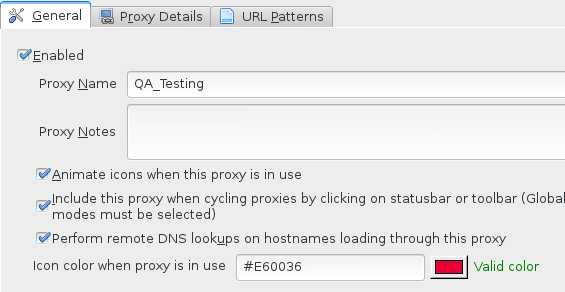 General
Proxy Details
URL Patterns
Enabled
Proxy Name
QA_Testing
Proxy Notes
Animate icons when this proxy is in use
Include this proxy when cycling proxies by clicking on statusbar or toolbar (Global
modes must be selected)
Perform remote DNS lookups on hostnames loading through this proxy
Icon color when proxy is in use
#E60036
Valid color